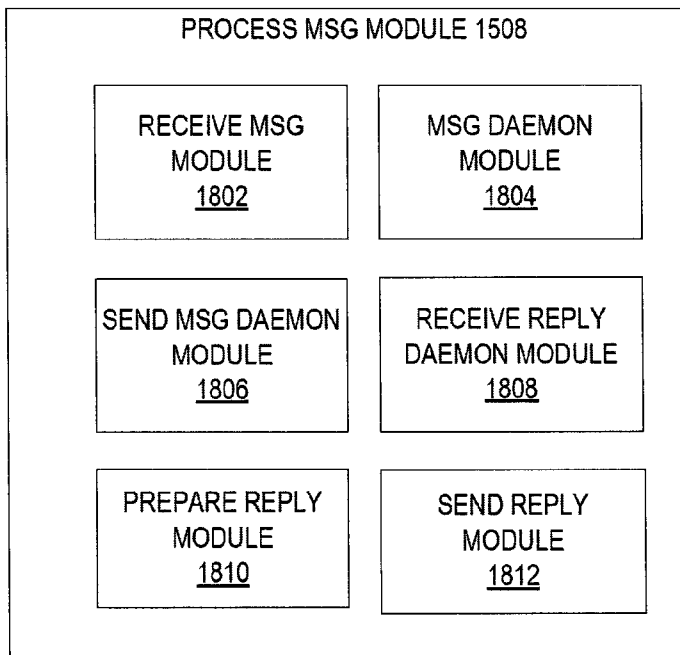 PROCESS MSG MODULE 1508
RECEIVE MSG
MODULE
1802
MSG DAEMON
MODULE
1804
SEND MSG DAEMON
MODULE
1806
RECEIVE REPLY
DAEMON MODULE
1808
PREPARE REPLY
MODULE
1810
SEND REPLY
MODULE
1812